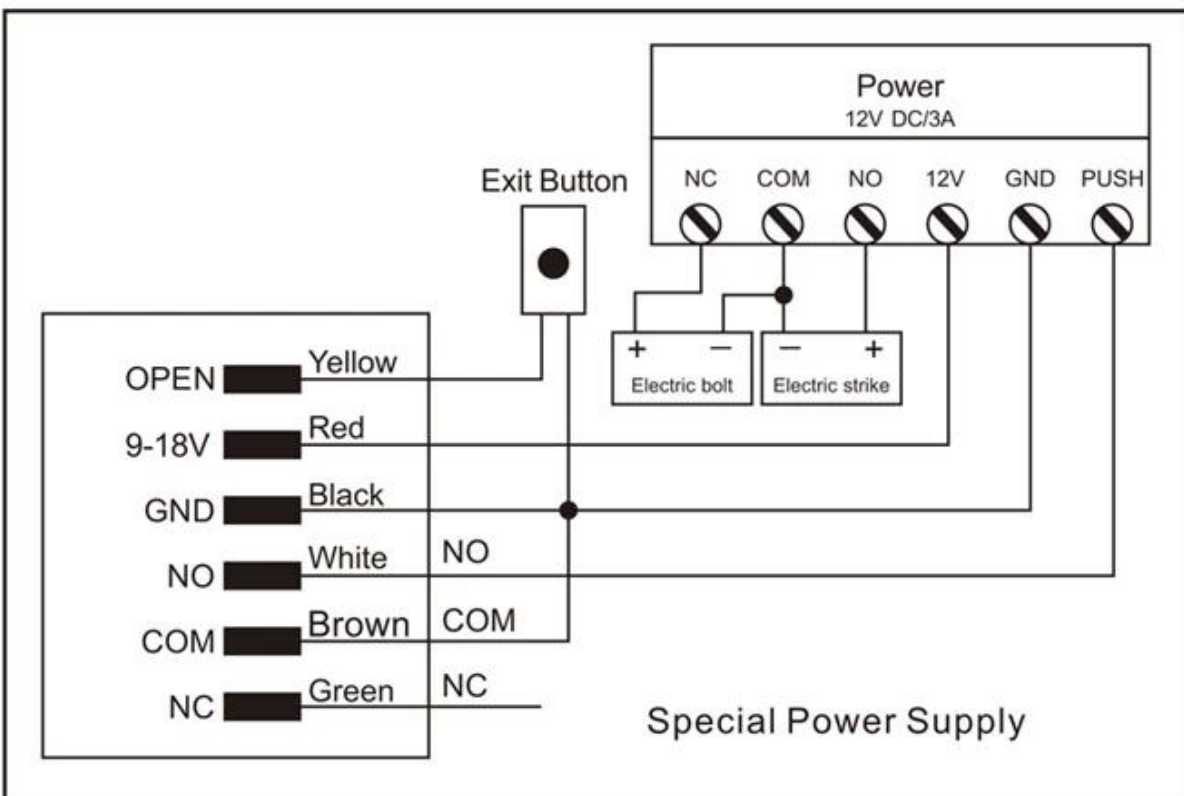 Power
12V DC/3A
NC COM NO 12V GND PUSH
Exit Button
+ − − +
Electric bolt Electric strike
OPEN Yellow
9-18V Red
GND Black
NO White NO
COM Brown COM
NC Green NC
Special Power Supply